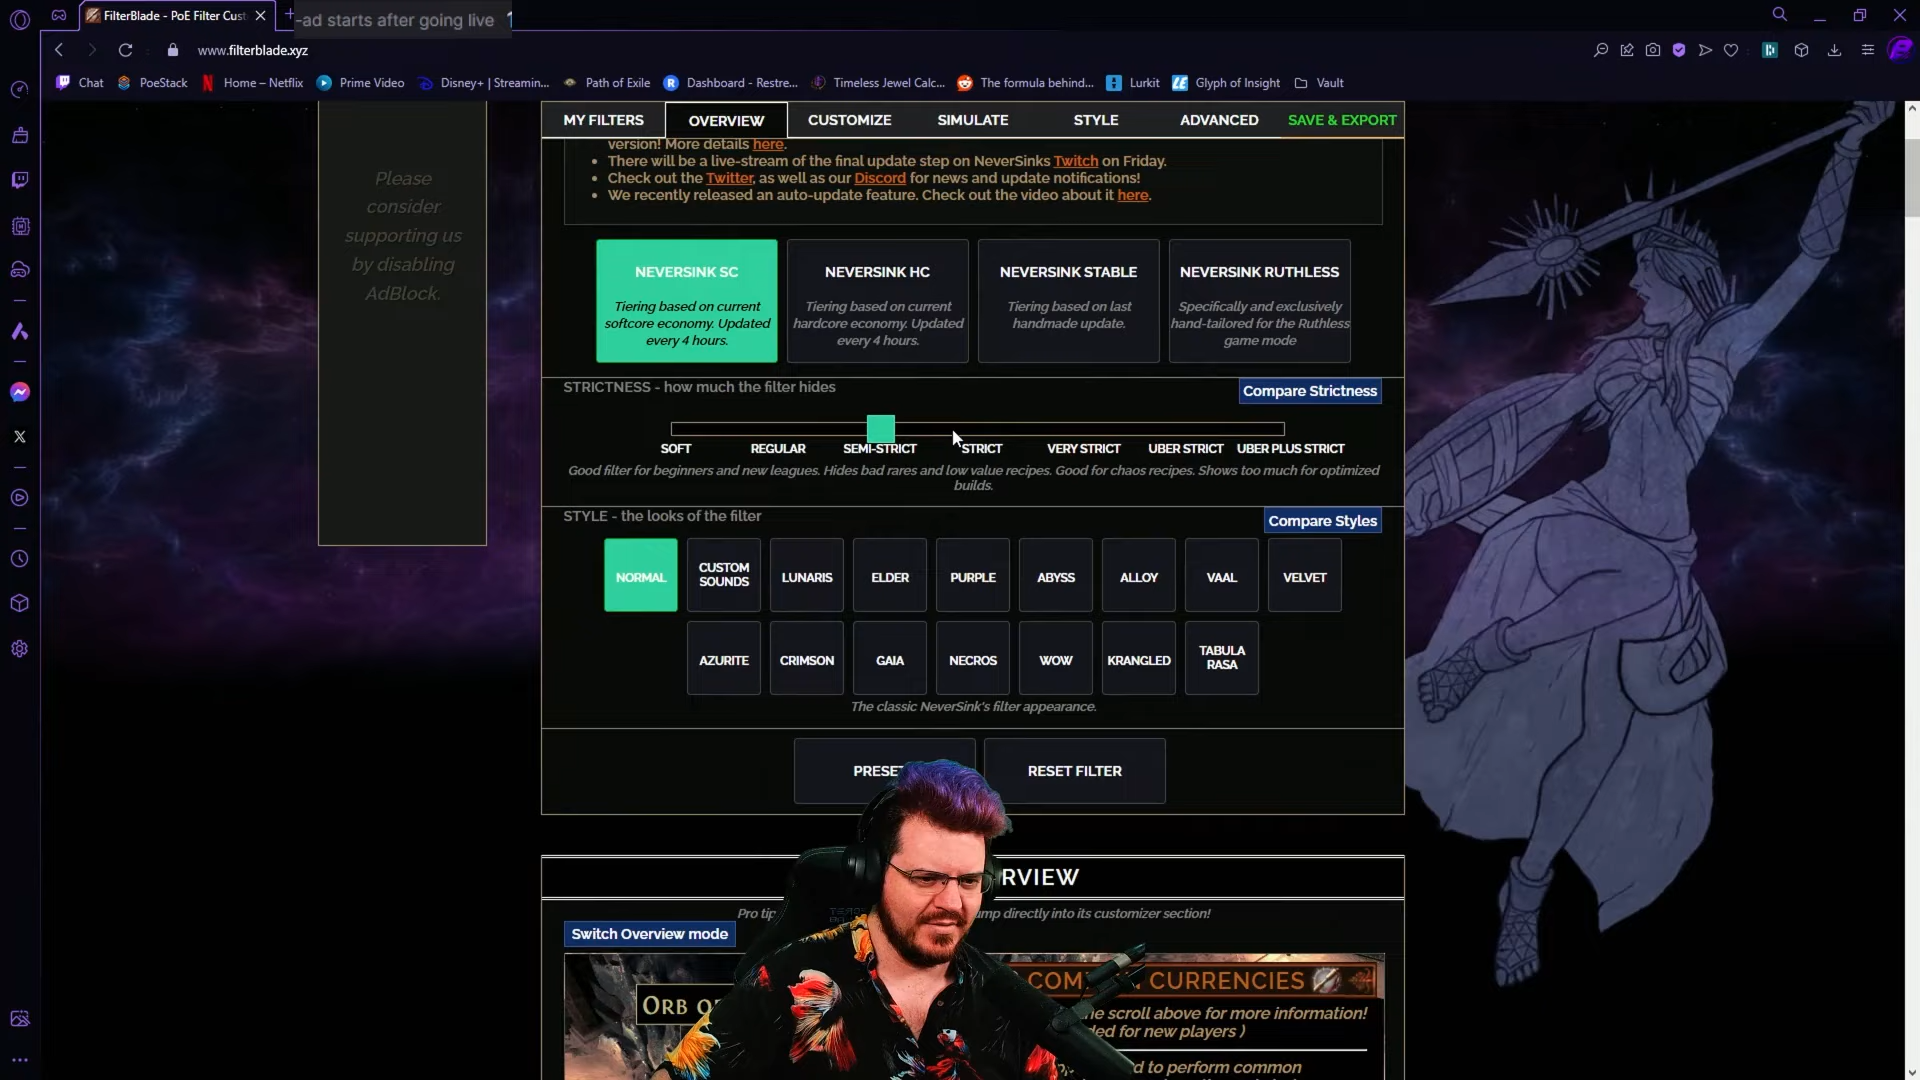 FilterBlade - PoE Filter Cust
-ad starts after going live
www.filterblade.xyz
Chat
PoeStack
Home – Netflix
Prime Video
Disney+ | Streamin...
Path of Exile
Dashboard - Restre...
Timeless Jewel Calc...
The formula behind...
Lurkit
Glyph of Insight
Vault
MY FILTERS
OVERVIEW
CUSTOMIZE
SIMULATE
STYLE
ADVANCED
SAVE & EXPORT
version! More details here.
• There will be a live-stream of the final update step on NeverSinks Twitch on Friday.
• Check out the Twitter, as well as our Discord for news and update notifications!
• We recently released an auto-update feature. Check out the video about it here.
Please
consider
supporting us
by disabling
AdBlock.
NEVERSINK SC
Tiering based on current
softcore economy. Updated
every 4 hours.
NEVERSINK HC
Tiering based on current
hardcore economy. Updated
every 4 hours.
NEVERSINK STABLE
Tiering based on last
handmade update.
NEVERSINK RUTHLESS
Specifically and exclusively
hand-tailored for the Ruthless
game mode
STRICTNESS - how much the filter hides
Compare Strictness
SOFT
REGULAR
SEMI-STRICT
STRICT
VERY STRICT
UBER STRICT
UBER PLUS STRICT
Good filter for beginners and new leagues. Hides bad rares and low value recipes. Good for chaos recipes. Shows too much for optimized
builds.
STYLE - the looks of the filter
Compare Styles
NORMAL
CUSTOM
SOUNDS
LUNARIS
ELDER
PURPLE
ABYSS
ALLOY
VAAL
VELVET
AZURITE
CRIMSON
GAIA
NECROS
WOW
KRANGLED
TABULA
RASA
The classic NeverSink's filter appearance.
PRESE
RESET FILTER
RVIEW
Pro tip
mp directly into its customizer section!
Switch Overview mode
ORB
COM
CURRENCIES
scroll above for more information!
ded for new players )
d to perform common